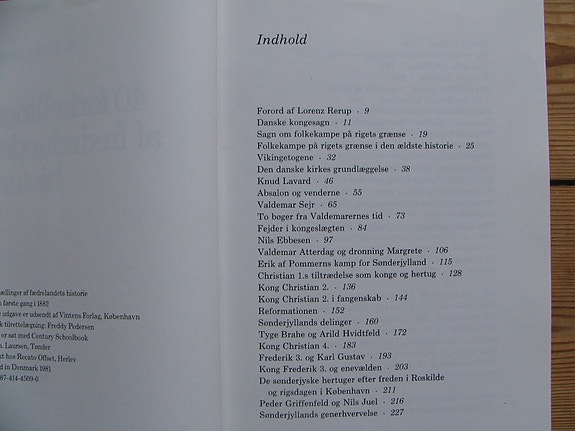 ællinger af fædrelandets historie
første gang i 1882
udgave er udsendt af Vintens Forlag, København
tilrettelægning: Freddy Pedersen
er sat med Century Schoolbook
Laursen, Tønder
hos Recato Offset, Herlev
in Denmark 1981
87-414-4509-0
Indhold
Forord af Lorenz Rerup · 9
Danske kongesagn · 11
Sagn om folkekampe på rigets grænse · 19
Folkekampe på rigets grænse i den ældste historie · 25
Vikingetogene · 32
Den danske kirkes grundlæggelse · 38
Knud Lavard · 46
Absalon og venderne · 55
Valdemar Sejr · 65
To bøger fra Valdemarernes tid · 73
Fejder i kongeslægten · 84
Nils Ebbesen · 97
Valdemar Atterdag og dronning Margrete · 106
Erik af Pommerns kamp for Sønderjylland · 115
Christian 1.s tiltrædelse som konge og hertug · 128
Kong Christian 2. · 136
Kong Christian 2. i fangenskab · 144
Reformationen · 152
Sønderjyllands delinger · 160
Tyge Brahe og Arild Hvidtfeld · 172
Kong Christian 4. · 183
Frederik 3. og Karl Gustav · 193
Kong Frederik 3. og enevælden · 203
De sønderjyske hertuger efter freden i Roskilde
og rigsdagen i København · 211
Peder Griffenfeld og Nils Juel · 216
Sønderjyllands generhvervelse · 227